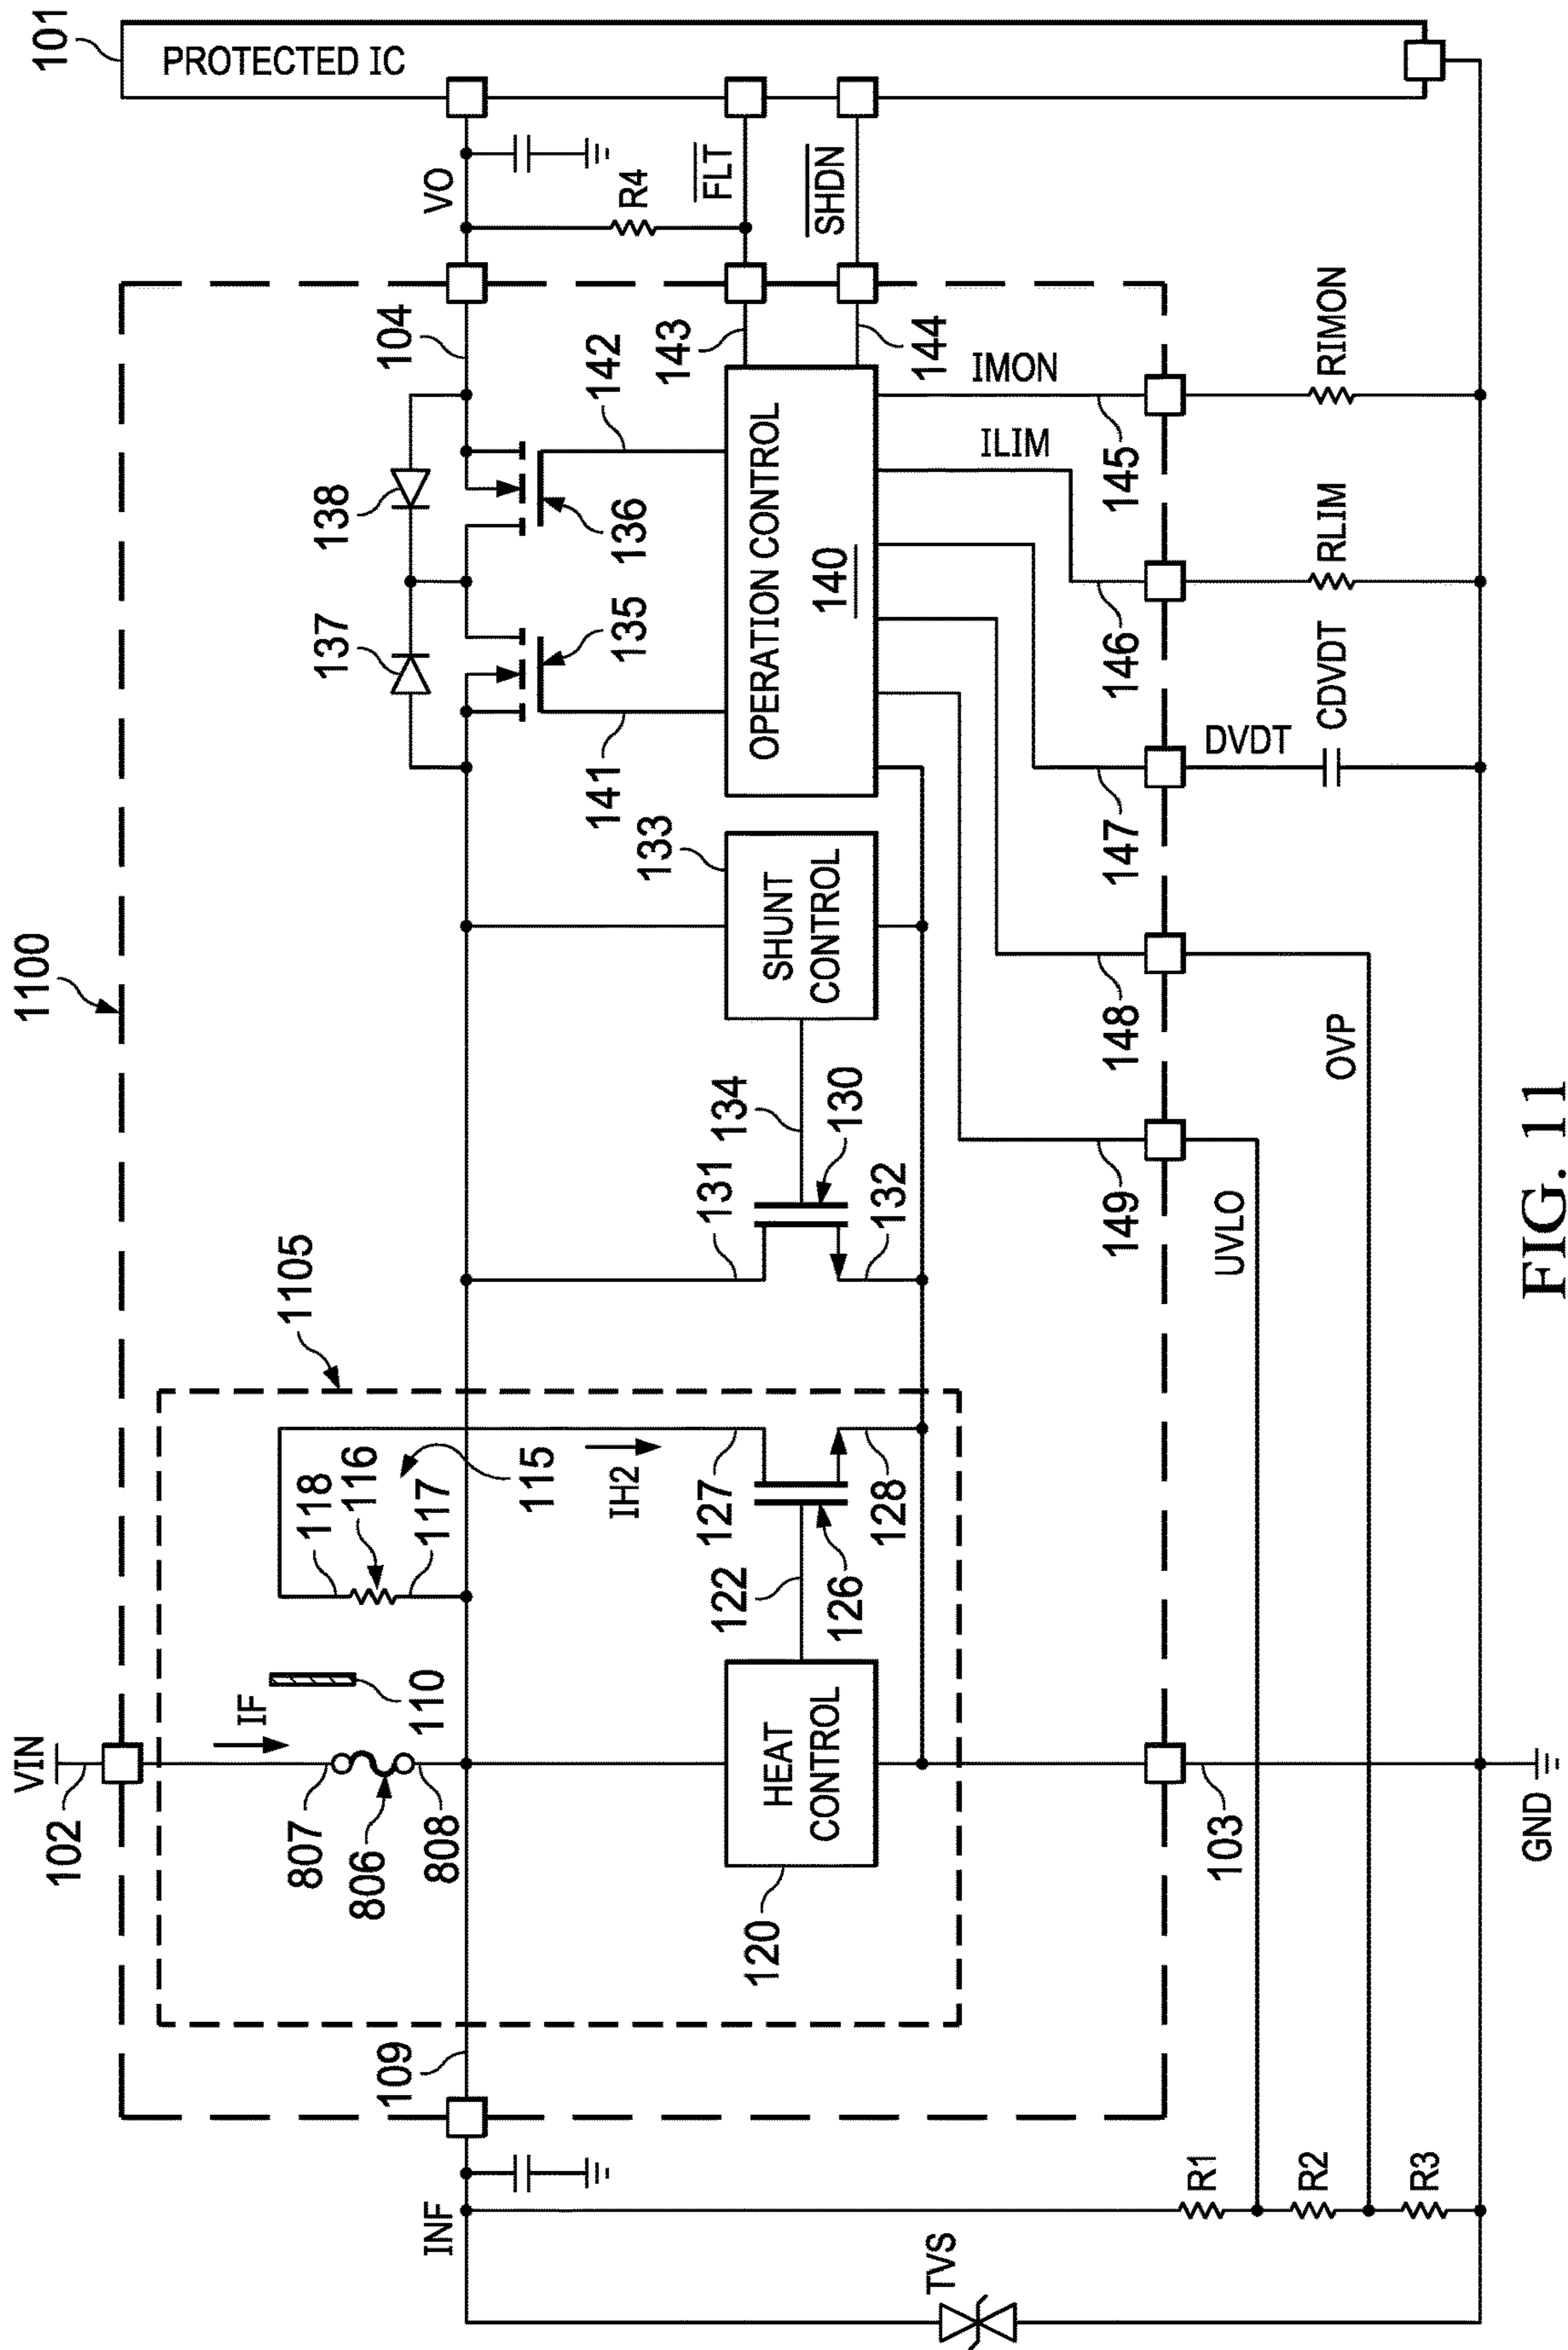 101
PROTECTED IC
VO
R4
FLT
SHDN
104
143
144
142
138
136
137
135
141
OPERATION CONTROL
140
IMON
145
RIMON
ILIM
146
RLIM
147
DVDT
CDVDT
133
SHUNT
CONTROL
1100
134
130
131
132
148
OVP
149
UVLO
1105
118
116
117
115
IH2
127
128
122
126
VIN
102
IF
110
807
806
808
HEAT
CONTROL
120
103
GND
109
INF
R1
R2
R3
TVS
FIG. 11